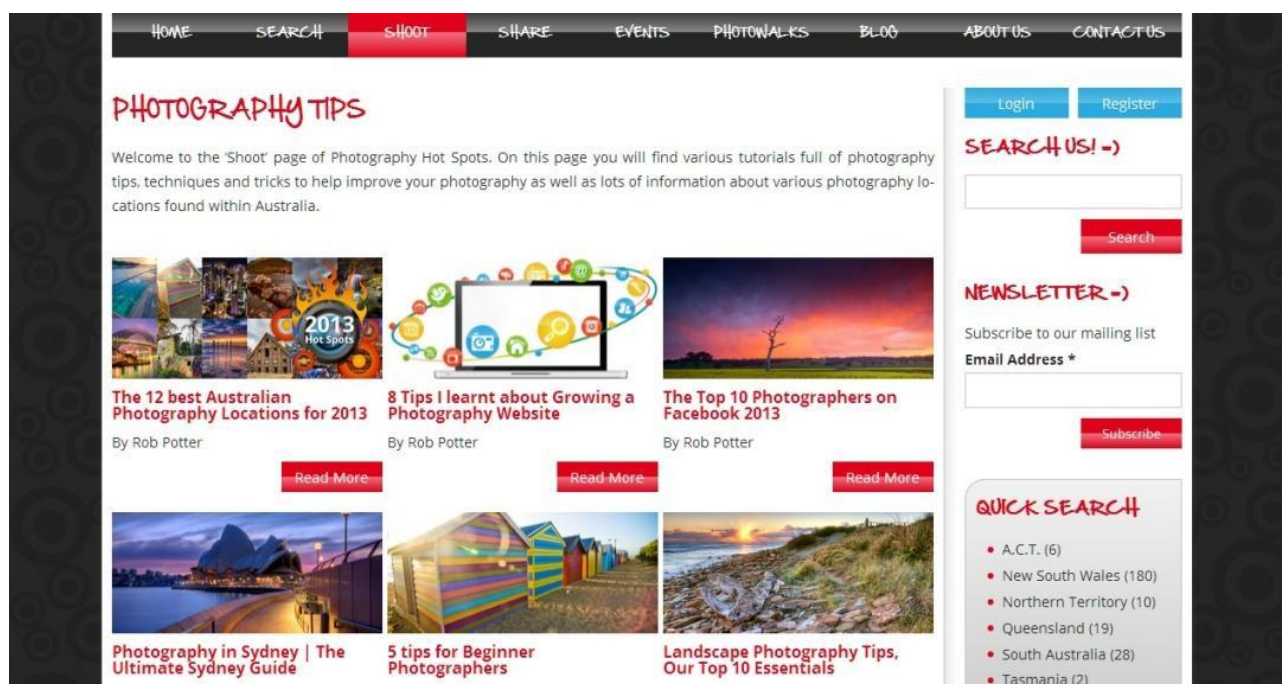 HOME SEARCH SHOOT SHARE EVENTS PHOTOWALKS BLOG ABOUT US CONTACT US
PHOTOGRAPHY TIPS
Welcome to the 'Shoot' page of Photography Hot Spots. On this page you will find various tutorials full of photography
tips, techniques and tricks to help improve your photography as well as lots of information about various photography lo-
cations found within Australia.
2013
Hot Spots
The 12 best Australian
Photography Locations for 2013
By Rob Potter
Read More
8 Tips I learnt about Growing a
Photography Website
By Rob Potter
Read More
The Top 10 Photographers on
Facebook 2013
By Rob Potter
Read More
Photography in Sydney | The
Ultimate Sydney Guide
5 tips for Beginner
Photographers
Landscape Photography Tips,
Our Top 10 Essentials
Login Register
SEARCH US! =)
Search
NEWSLETTER =)
Subscribe to our mailing list
Email Address *
Subscribe
QUICK SEARCH
A.C.T. (6)
New South Wales (180)
Northern Territory (10)
Queensland (19)
South Australia (28)
Tasmania (2)